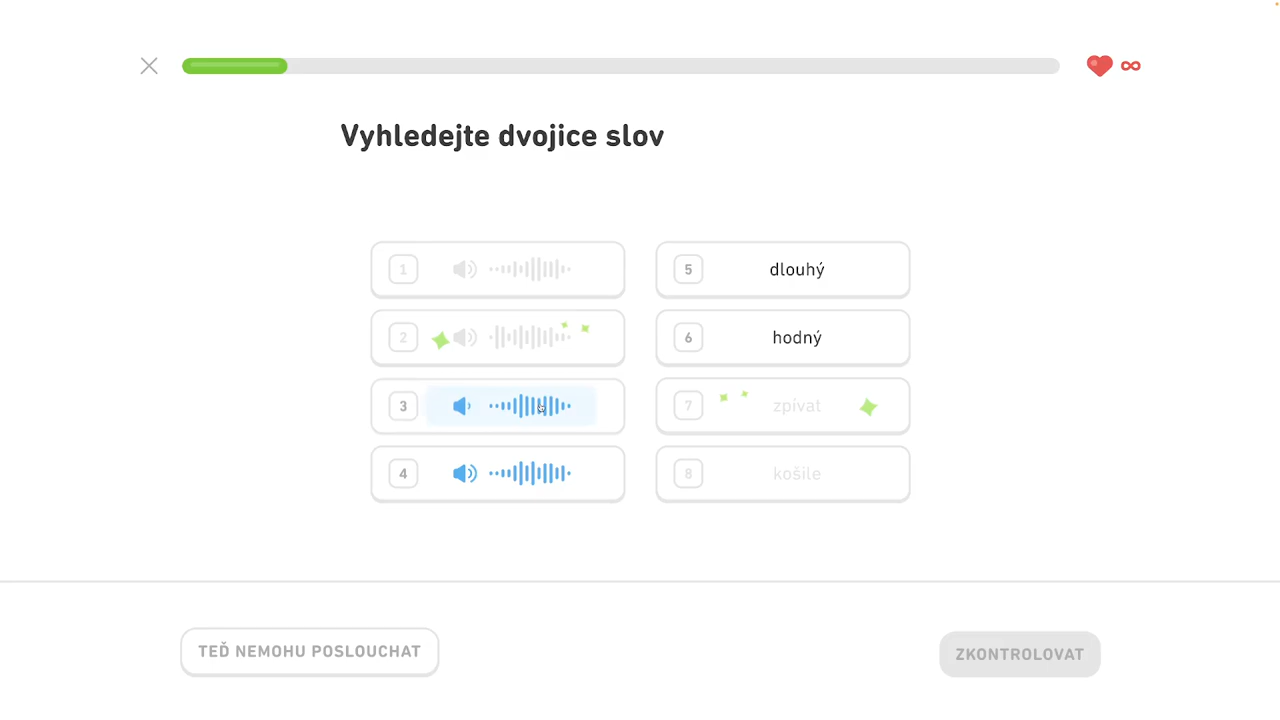 ∞
Vyhledejte dvojice slov
1
5 dlouhý
2
6 hodný
3
7 zpívat
4
8 košile
TEĎ NEMOHU POSLOUCHAT
ZKONTROLOVAT